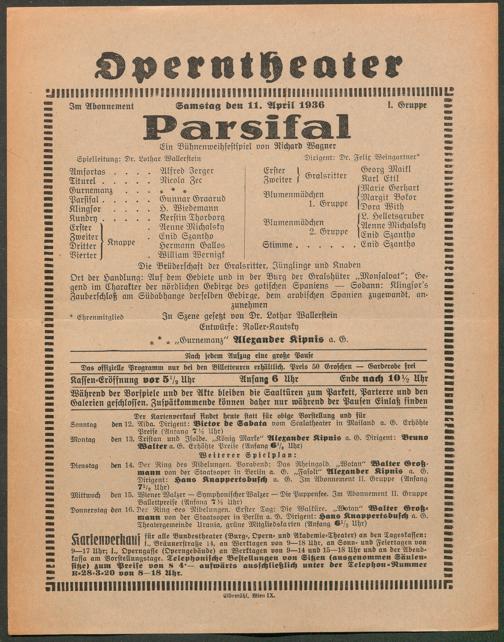 Operntheater
Im Abonnement Samstag den 11. April 1936 I. Gruppe
Parsifal
Ein Bühnenweihfestspiel von Richard Wagner
Spielleitung: Dr. Lothar Wallerstein Dirigent: Dr. Felix Weingartner*
Amfortas . . . . . Alfred Jerger
Titurel . . . . . Nicola Zec
Gurnemanz . . . . * * *
Parsifal . . . . . Gunnar Graarud
Klingsor . . . . . H. Wiedemann
Kundry . . . . . Kerstin Thorborg
Erster Aenne Michalsky
Zweiter Knappe . . Enid Szantho
Dritter Hermann Gallos
Vierter William Wernigk
Erster Gralsritter Georg Maikl
Zweiter Karl Ettl
Blumenmädchen Marie Gerhart
1. Gruppe Margit Bokor
Dora With
Blumenmädchen L. Helletsgruber
2. Gruppe Aenne Michalsky
Enid Szantho
Stimme . . . . . Enid Szantho
Die Brüderschaft der Gralsritter, Jünglinge und Knaben
Ort der Handlung: Auf dem Gebiete und in der Burg der Gralshüter „Monsalvat"; Ge-
gend im Charakter der nördlichen Gebirge des gotischen Spaniens — Sodann: Klingsor's
Zauberschloß am Südabhange derselben Gebirge, dem arabischen Spanien zugewandt, an-
zunehmen
* Ehrenmitglied In Szene gesetzt von Dr. Lothar Wallerstein
Entwürfe: Roller-Kautsky
* * * „Gurnemanz" Alexander Kipnis a. G.
Nach jedem Aufzug eine große Pause
Das offizielle Programm nur bei den Billetteuren erhältlich. Preis 50 Groschen — Garderobe frei
Kassen-Eröffnung vor 5½ Uhr Anfang 6 Uhr Ende nach 10½ Uhr
Während der Vorspiele und der Akte bleiben die Saaltüren zum Parkett, Parterre und den
Galerien geschlossen. Zuspätkommende können daher nur während der Pausen Einlaß finden
Der Kartenverkauf findet heute statt für obige Vorstellung und für
Sonntag den 12. Aida. Dirigent: Victor de Sabata vom Scalatheater in Mailand a. G. Erhöhte
Preise (Anfang 7½ Uhr)
Montag den 13. Tristan und Isolde. „König Marke" Alexander Kipnis a. G. Dirigent: Bruno
Walter a. G. Erhöhte Preise (Anfang 6½ Uhr)
Weiterer Spielplan:
Dienstag den 14. Der Ring des Nibelungen. Vorabend: Das Rheingold. „Wotan" Walter Groß-
mann von der Staatsoper in Berlin a. G. „Fasolt" Alexander Kipnis a. G.
Dirigent: Hans Knappertsbusch a. G. Im Abonnement II. Gruppe (Anfang
7½ Uhr)
Mittwoch den 15. Wiener Walzer — Symphonischer Walzer — Die Puppenfee. Im Abonnement II. Gruppe
Ballettpreise (Anfang 7½ Uhr)
Donnerstag den 16. Der Ring des Nibelungen. Erster Tag: Die Walküre. „Wotan" Walter Groß-
mann von der Staatsoper in Berlin a. G. Dirigent: Hans Knappertsbusch a. G.
Theatergemeinde Urania, grüne Mitgliedskarten (Anfang 6½ Uhr)
Kartenverkauf für alle Bundestheater (Burg-, Opern- und Akademie-Theater) an den Tageskassen:
I., Bräunerstraße 14, an Werktagen von 9—18 Uhr, an Sonn- und Feiertagen von
9—17 Uhr; I., Operngasse (Operngebäude) an Werktagen von 9—14 und 15—18 Uhr und an der Abend-
kassa am Vorstellungstage. Telephonische Bestellungen von Sitzen (ausgenommen Säulen-
sitze) zum Preise von S 4·— aufwärts ausschließlich unter der Telephon-Nummer
R-28-3-20 von 8—18 Uhr.
Elbemühl, Wien IX.